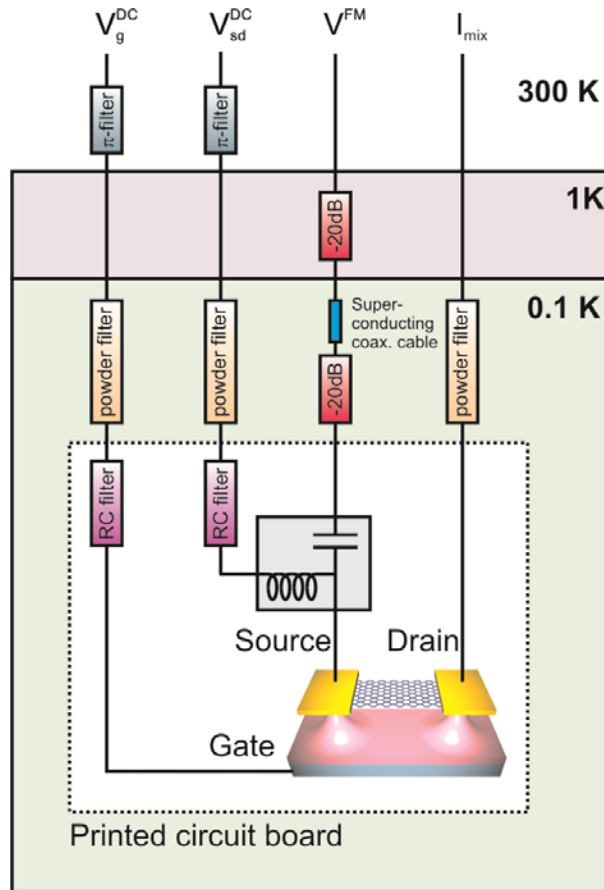 V_g^DC V_sd^DC V^FM I_mix
300 K
π-filter
π-filter
1K
-20dB
0.1 K
Super-
conducting
coax. cable
powder filter
powder filter
-20dB
powder filter
RC filter
RC filter
Source
Drain
Gate
Printed circuit board